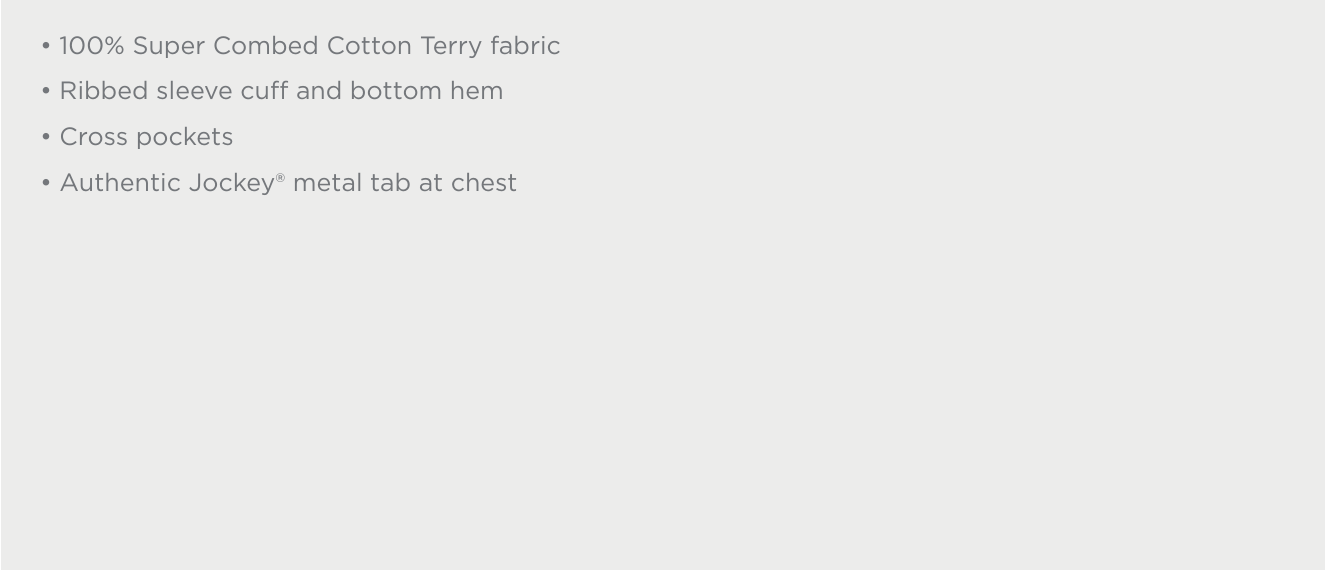 • 100% Super Combed Cotton Terry fabric
• Ribbed sleeve cuff and bottom hem
• Cross pockets
• Authentic Jockey® metal tab at chest